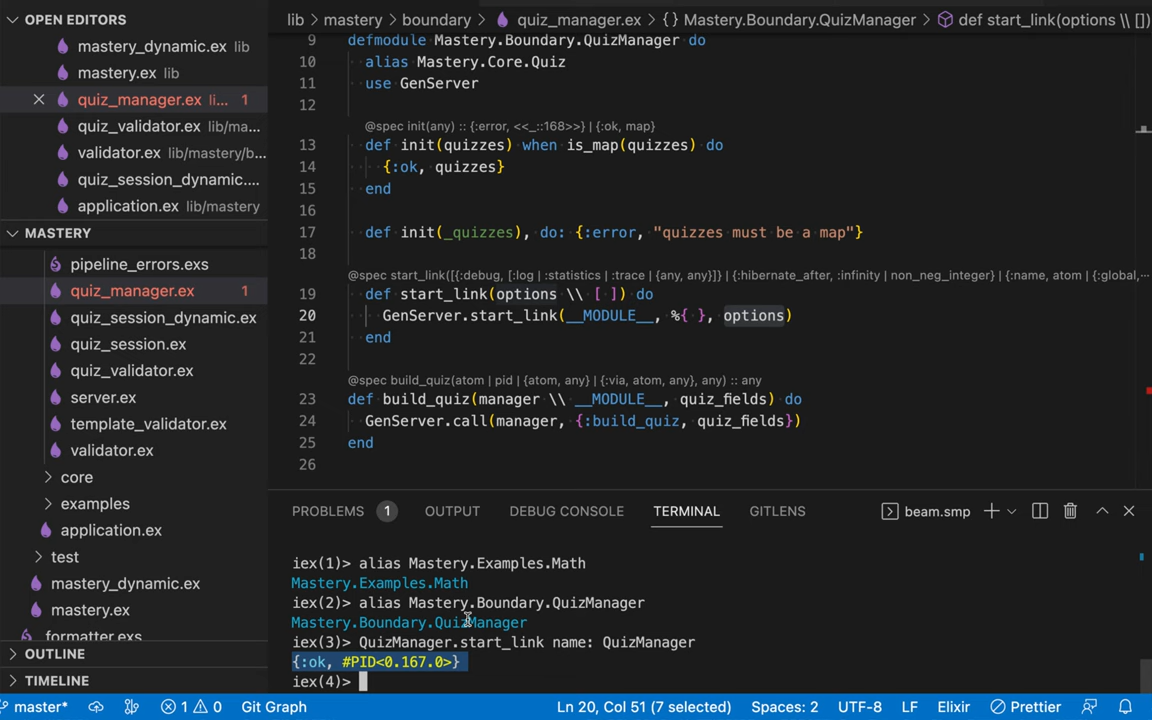 OPEN EDITORS
mastery_dynamic.ex lib
mastery.ex lib
quiz_manager.ex li... 1
quiz_validator.ex lib/ma...
validator.ex lib/mastery/b...
quiz_session_dynamic....
application.ex lib/mastery
MASTERY
pipeline_errors.exs
quiz_manager.ex 1
quiz_session_dynamic.ex
quiz_session.ex
quiz_validator.ex
server.ex
template_validator.ex
validator.ex
core
examples
application.ex
test
mastery_dynamic.ex
mastery.ex
formatter.exs
OUTLINE
TIMELINE
lib > mastery > boundary > quiz_manager.ex > {} Mastery.Boundary.QuizManager > def start_link(options \\ [])
9 defmodule Mastery.Boundary.QuizManager do
10 alias Mastery.Core.Quiz
11 use GenServer
12
@spec init(any) :: {:error, <<_::168>>} | {:ok, map}
13 def init(quizzes) when is_map(quizzes) do
14 {:ok, quizzes}
15 end
16
17 def init(_quizzes), do: {:error, "quizzes must be a map"}
18
@spec start_link([{:debug, [:log | :statistics | :trace | {any, any}]} | {:hibernate_after, :infinity | non_neg_integer} | {:name, atom | {:global,...
19 def start_link(options \\ [ ]) do
20 GenServer.start_link(__MODULE__, %{ }, options)
21 end
22
@spec build_quiz(atom | pid | {atom, any} | {:via, atom, any}, any) :: any
23 def build_quiz(manager \\ __MODULE__, quiz_fields) do
24 GenServer.call(manager, {:build_quiz, quiz_fields})
25 end
26
PROBLEMS 1 OUTPUT DEBUG CONSOLE TERMINAL GITLENS beam.smp
iex(1)> alias Mastery.Examples.Math
Mastery.Examples.Math
iex(2)> alias Mastery.Boundary.QuizManager
Mastery.Boundary.QuizManager
iex(3)> QuizManager.start_link name: QuizManager
{:ok, #PID<0.167.0>}
iex(4)>
master* 1 0 Git Graph Ln 20, Col 51 (7 selected) Spaces: 2 UTF-8 LF Elixir Prettier